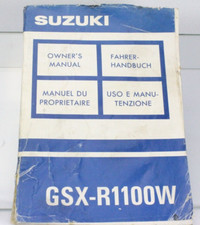 SUZUKI
OWNER'S
MANUAL
FAHRER-
HANDBUCH
MANUEL DU
PROPRIETAIRE
USO E MANU-
TENZIONE
GSX-R1100W